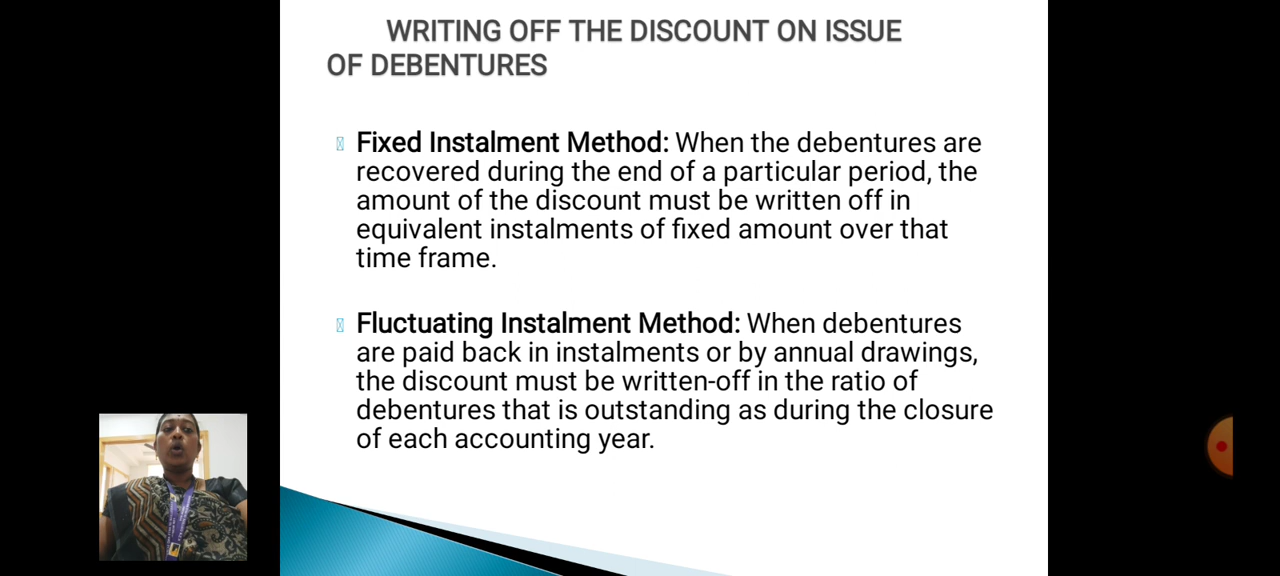 WRITING OFF THE DISCOUNT ON ISSUE
OF DEBENTURES
Fixed Instalment Method: When the debentures are
recovered during the end of a particular period, the
amount of the discount must be written off in
equivalent instalments of fixed amount over that
time frame.
Fluctuating Instalment Method: When debentures
are paid back in instalments or by annual drawings,
the discount must be written-off in the ratio of
debentures that is outstanding as during the closure
of each accounting year.